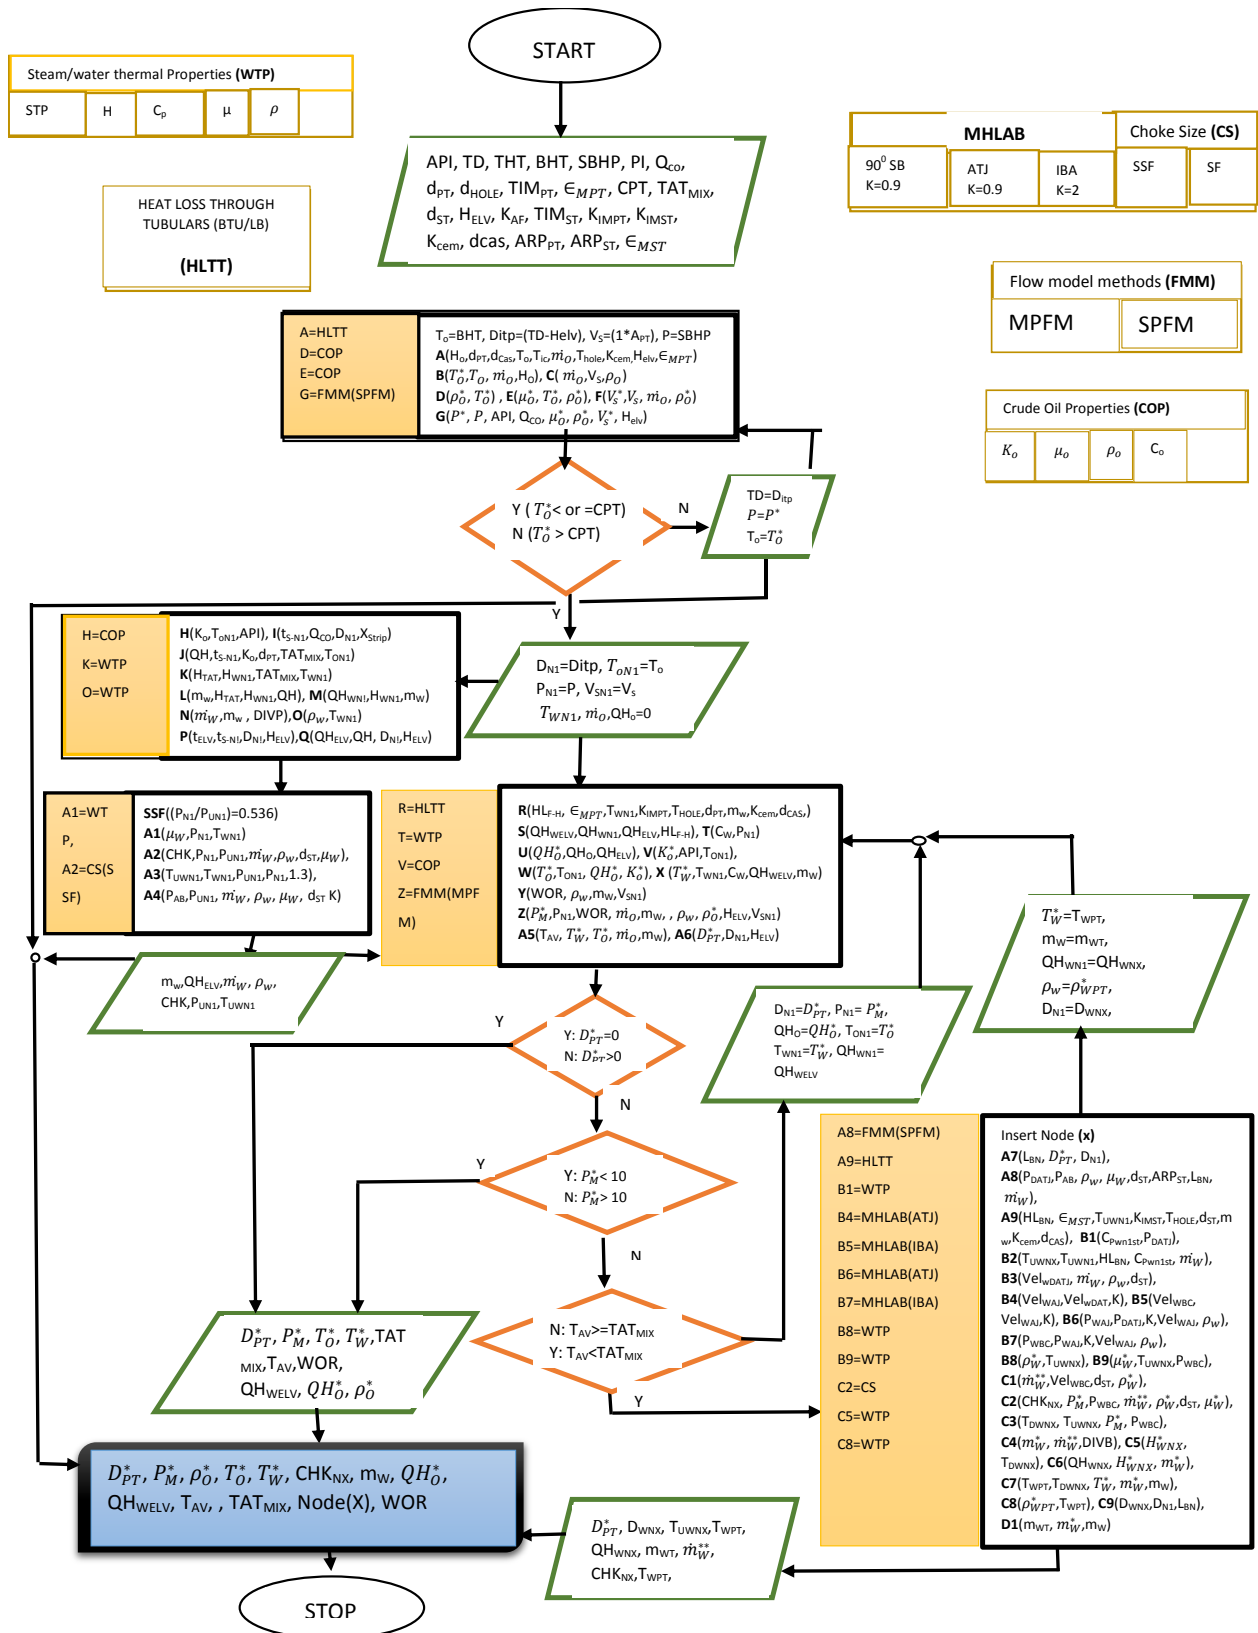 START
Steam/water thermal Properties (WTP)
STP H Cp μ ρ
HEAT LOSS THROUGH
TUBULARS (BTU/LB)
(HLTT)
API, TD, THT, BHT, SBHP, PI, Qco,
dPT, dHOLE, TIMPT, ∈MPT, CPT, TATMIX,
dST, HELV, KAF, TIMST, KIMPT, KIMST,
Kcem, dcas, ARPPT, ARPST, ∈MST
MHLAB Choke Size (CS)
90⁰ SB
K=0.9
ATJ
K=0.9
IBA
K=2
SSF
SF
Flow model methods (FMM)
MPFM SPFM
Crude Oil Properties (COP)
Ko μo ρo Co
A=HLTT
D=COP
E=COP
G=FMM(SPFM)
To=BHT, Ditp=(TD-Helv), Vs=(1*APT), P=SBHP
A(Ho,dPT,dCas,To,Tic,ṁO,Thole,Kcem,Helv,∈MPT)
B(T*O,TO, ṁO,HO), C( ṁO,VS,ρO)
D(ρ*O, T*O) , E(μ*O, T*O, ρ*O), F(V*s,Vs, ṁO, ρ*O)
G(P*, P, API, QCO, μ*O, ρ*O, V*s, Helv)
Y ( T*O< or =CPT)
N (T*O > CPT)
N
TD=Ditp
P=P*
To=T*O
Y
H=COP
K=WTP
O=WTP
H(Ko,ToN1,API), I(tS-N1,QCO,DN1,XStrip)
J(QH,tS-N1,Ko,dPT,TATMIX,TON1)
K(HTAT,HWN1,TATMIX,TWN1)
L(mw,HTAT,HWN1,QH), M(QHWN!,HWN1,mW)
N(ṁW,mw , DIVP),O(ρw,TWN1)
P(tELV,tS-N!,DN!,HELV),Q(QHELV,QH, DN!,HELV)
DN1=Ditp, ToN1=To
PN1=P, VSN1=Vs
TWN1, ṁO,QHo=0
A1=WT
P,
A2=CS(S
SF)
SSF((PN1/PUN1)=0.536)
A1(μW,PN1,TWN1)
A2(CHK,PN1,PUN1,ṁW,ρw,dST,μW),
A3(TUWN1,TWN1,PUN1,PN1,1.3),
A4(PAB,PUN1, ṁW, ρw, μW, dST K)
mw,QHELV,ṁW, ρw,
CHK,PUN1,TUWN1
R=HLTT
T=WTP
V=COP
Z=FMM(MPF
M)
R(HLF-H, ∈MPT,TWN1,KIMPT,THOLE,dPT,mw,Kcem,dCAS,)
S(QHWELV,QHWN1,QHELV,HLF-H), T(CW,PN1)
U(QH*O,QHO,QHELV), V(K*o,API,TON1),
W(T*O,TON1, QH*O, K*o), X (T*W,TWN1,CW,QHWELV,mW)
Y(WOR, ρw,mW,VSN1)
Z(P*M,PN1,WOR, ṁO,mW, , ρw, ρ*O,HELV,VSN1)
A5(TAV, T*W, T*O, ṁO,mW), A6(D*PT,DN1,HELV)
T*W=TWPT,
mW=mWT,
QHWN1=QHWNX,
ρw=ρ*WPT,
DN1=DWNX,
Y
Y: D*PT=0
N: D*PT>0
N
DN1=D*PT, PN1= P*M,
QHO=QH*O, TON1=T*O
TWN1=T*W, QHWN1=
QHWELV
Y
Y: P*M< 10
N: P*M> 10
N
N: TAV>=TATMIX
Y: TAV<TATMIX
Y
D*PT, P*M, T*O, T*W,TAT
MIX,TAV,WOR,
QHWELV, QH*O, ρ*O
A8=FMM(SPFM)
A9=HLTT
B1=WTP
B4=MHLAB(ATJ)
B5=MHLAB(IBA)
B6=MHLAB(ATJ)
B7=MHLAB(IBA)
B8=WTP
B9=WTP
C2=CS
C5=WTP
C8=WTP
Insert Node (x)
A7(LBN, D*PT, DN1),
A8(PDATJ,PAB, ρw, μW,dST,ARPST,LBN,
ṁW),
A9(HLBN, ∈MST,TUWN1,KIMST,THOLE,dST,m
w,Kcem,dCAS), B1(CPwn1st,PDATJ),
B2(TUWNX,TUWN1,HLBN, CPwn1st, ṁW),
B3(VelwDATJ, ṁW, ρw,dST),
B4(VelWAJ,VelwDAT,K), B5(VelWBC,
VelWAJ,K), B6(PWAJ,PDATJ,K,VelWAJ, ρw),
B7(PWBC,PWAJ,K,VelWAJ, ρw)
B8(ρ*W,TUWNX), B9(μ*W,TUWNX,PWBC),
C1(ṁ**W,VelWBC,dST, ρ*W),
C2(CHKNX, P*M,PWBC, ṁ**W, ρ*W,dST, μ*W),
C3(TDWNX, TUWNX, P*M, PWBC),
C4(m*W, ṁ**W,DIVB), C5(H*WNX,
TDWNX), C6(QHWNX, H*WNX, m*W),
C7(TWPT,TDWNX, T*W, m*W,mW),
C8(ρ*WPT,TWPT), C9(DWNX,DN1,LBN),
D1(mWT, m*W,mW)
D*PT, P*M, ρ*O, T*O, T*W, CHKNX, mW, QH*O,
QHWELV, TAV, , TATMIX, Node(X), WOR
D*PT, DWNX, TUWNX,TWPT,
QHWNX, mWT, ṁ**W,
CHKNX,TWPT,
STOP